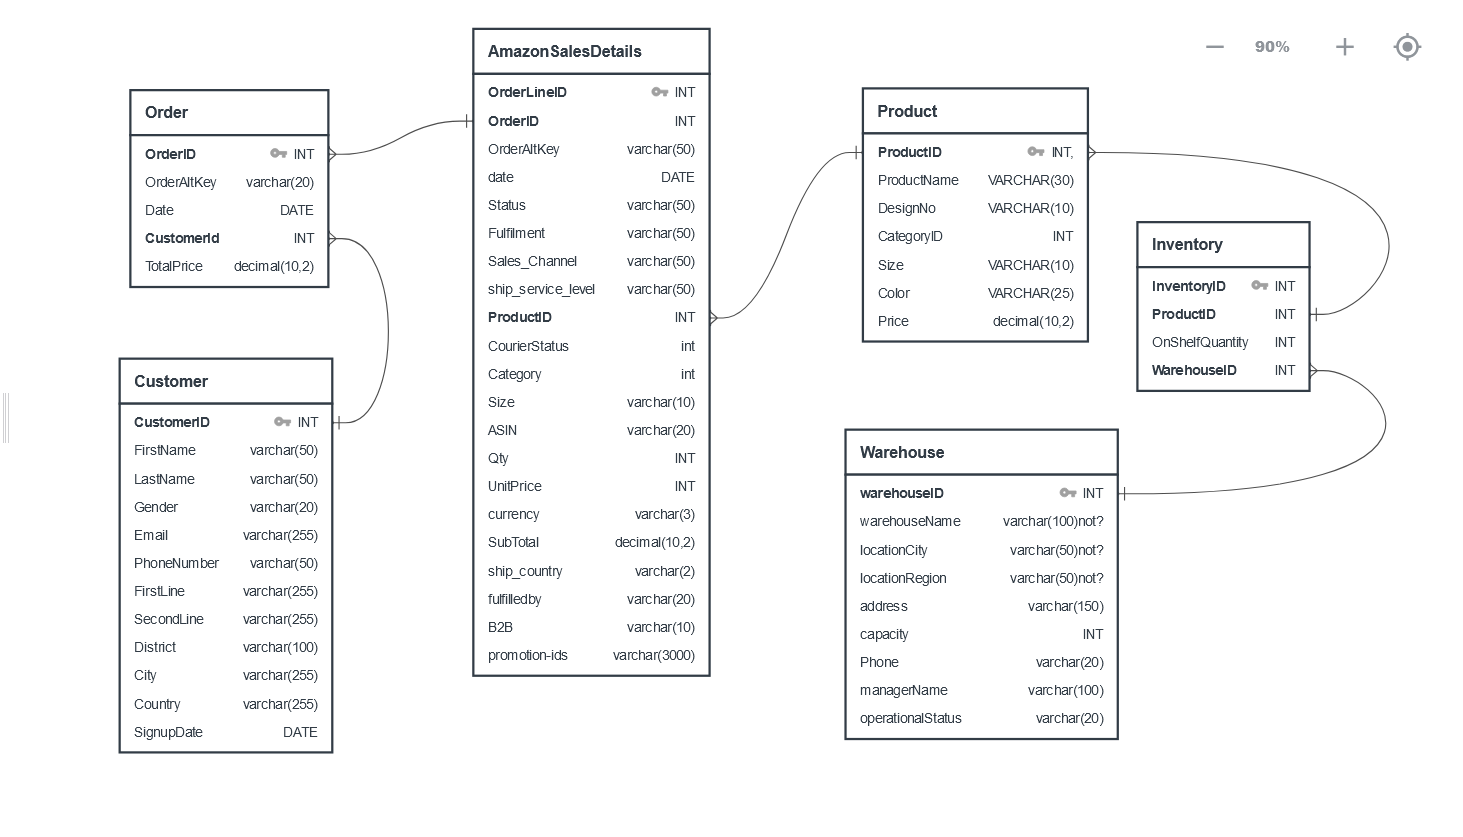 90%
Order
OrderID INT
OrderAltKey varchar(20)
Date DATE
CustomerId INT
TotalPrice decimal(10,2)
Customer
CustomerID INT
FirstName varchar(50)
LastName varchar(50)
Gender varchar(20)
Email varchar(255)
PhoneNumber varchar(50)
FirstLine varchar(255)
SecondLine varchar(255)
District varchar(100)
City varchar(255)
Country varchar(255)
SignupDate DATE
AmazonSalesDetails
OrderLineID INT
OrderID INT
OrderAltKey varchar(50)
date DATE
Status varchar(50)
Fulfilment varchar(50)
Sales_Channel varchar(50)
ship_service_level varchar(50)
ProductID INT
CourierStatus int
Category int
Size varchar(10)
ASIN varchar(20)
Qty INT
UnitPrice INT
currency varchar(3)
SubTotal decimal(10,2)
ship_country varchar(2)
fulfilledby varchar(20)
B2B varchar(10)
promotion-ids varchar(3000)
Product
ProductID INT,
ProductName VARCHAR(30)
DesignNo VARCHAR(10)
CategoryID INT
Size VARCHAR(10)
Color VARCHAR(25)
Price decimal(10,2)
Inventory
InventoryID INT
ProductID INT
OnShelfQuantity INT
WarehouseID INT
Warehouse
warehouseID INT
warehouseName varchar(100)not?
locationCity varchar(50)not?
locationRegion varchar(50)not?
address varchar(150)
capacity INT
Phone varchar(20)
managerName varchar(100)
operationalStatus varchar(20)